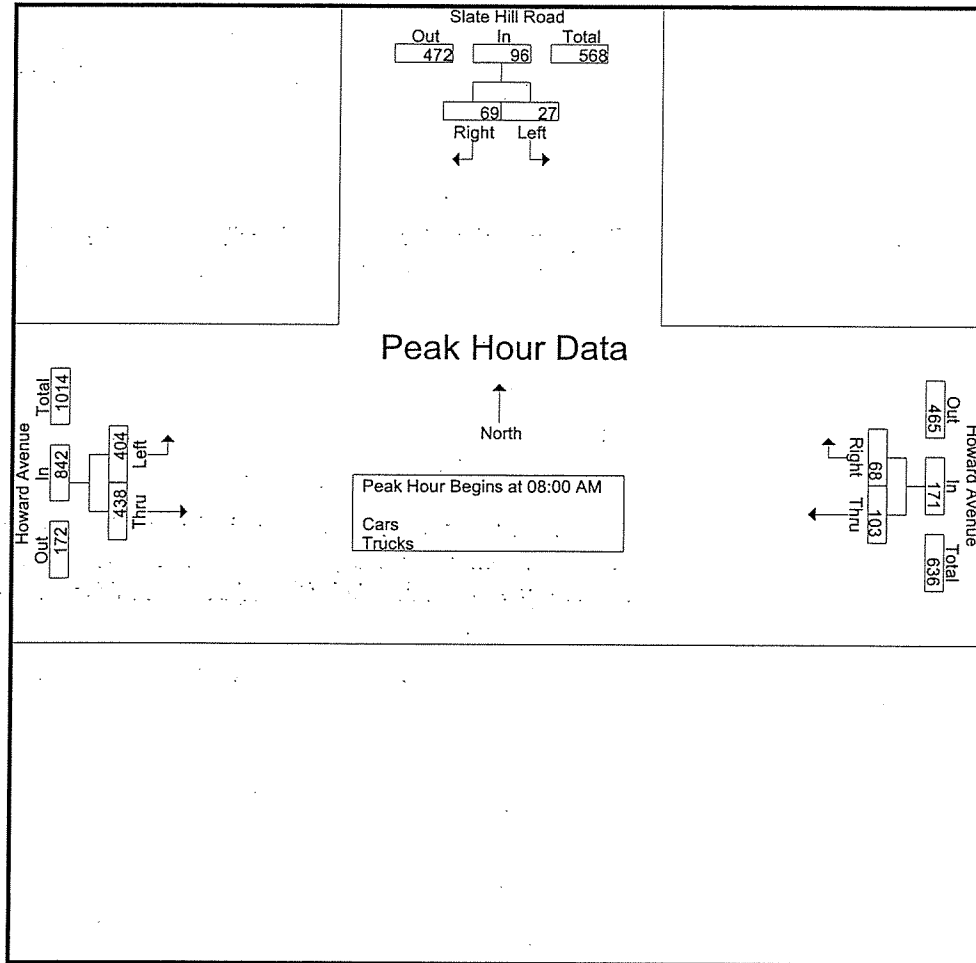 Slate Hill Road
Out In Total
472 96 568
69 27
Right Left
Peak Hour Data
North
Peak Hour Begins at 08:00 AM
Cars
Trucks
Howard Avenue
Total In Out
1014 842 172
404 438
Left Thru
Howard Avenue
Out In Total
465 171 636
68 103
Right Thru